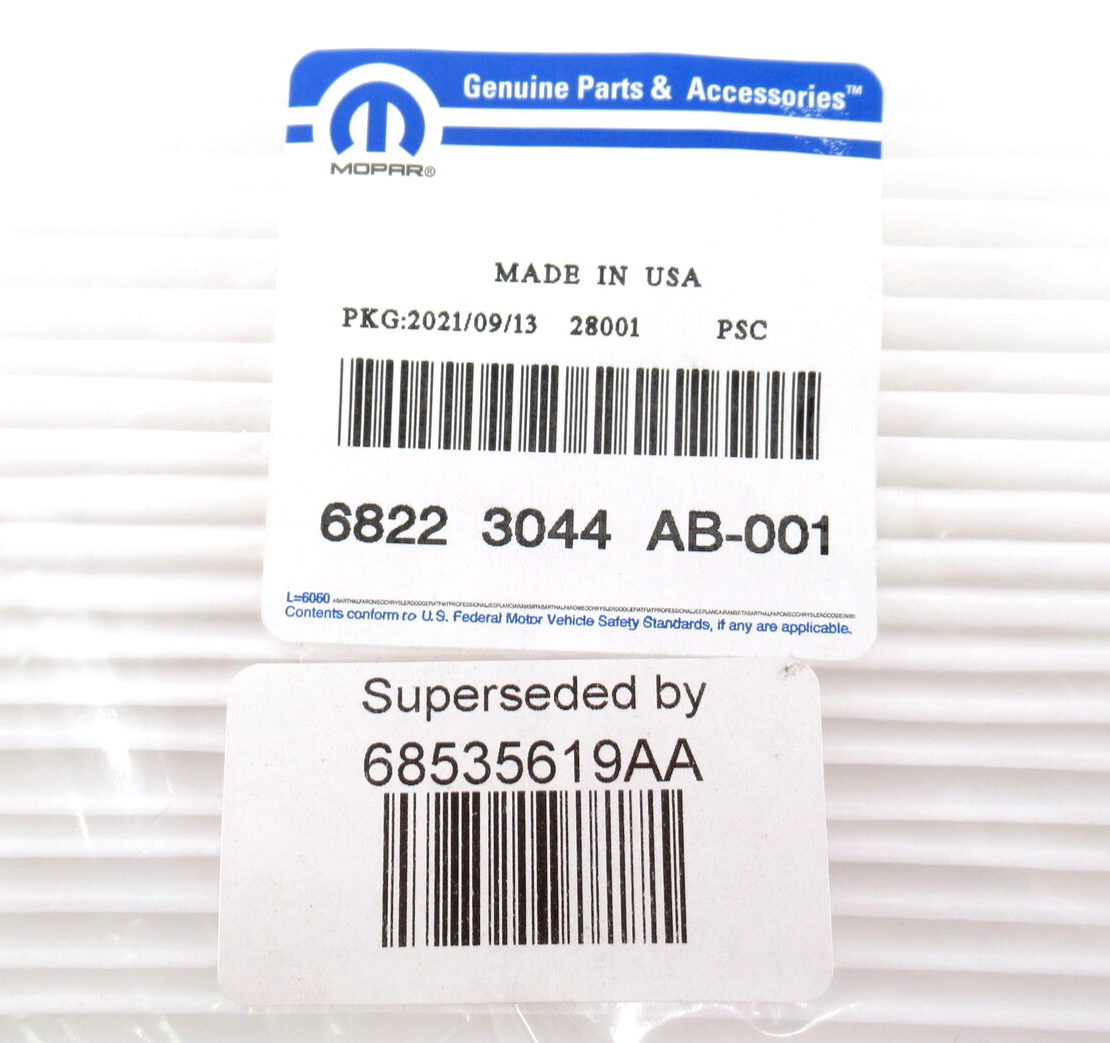 Genuine Parts & Accessories™
MOPAR®
MADE IN USA
PKG:2021/09/13 28001 PSC
6822 3044 AB-001
L=6060
Contents conform to U.S. Federal Motor Vehicle Safety Standards, if any are applicable.
Superseded by
68535619AA